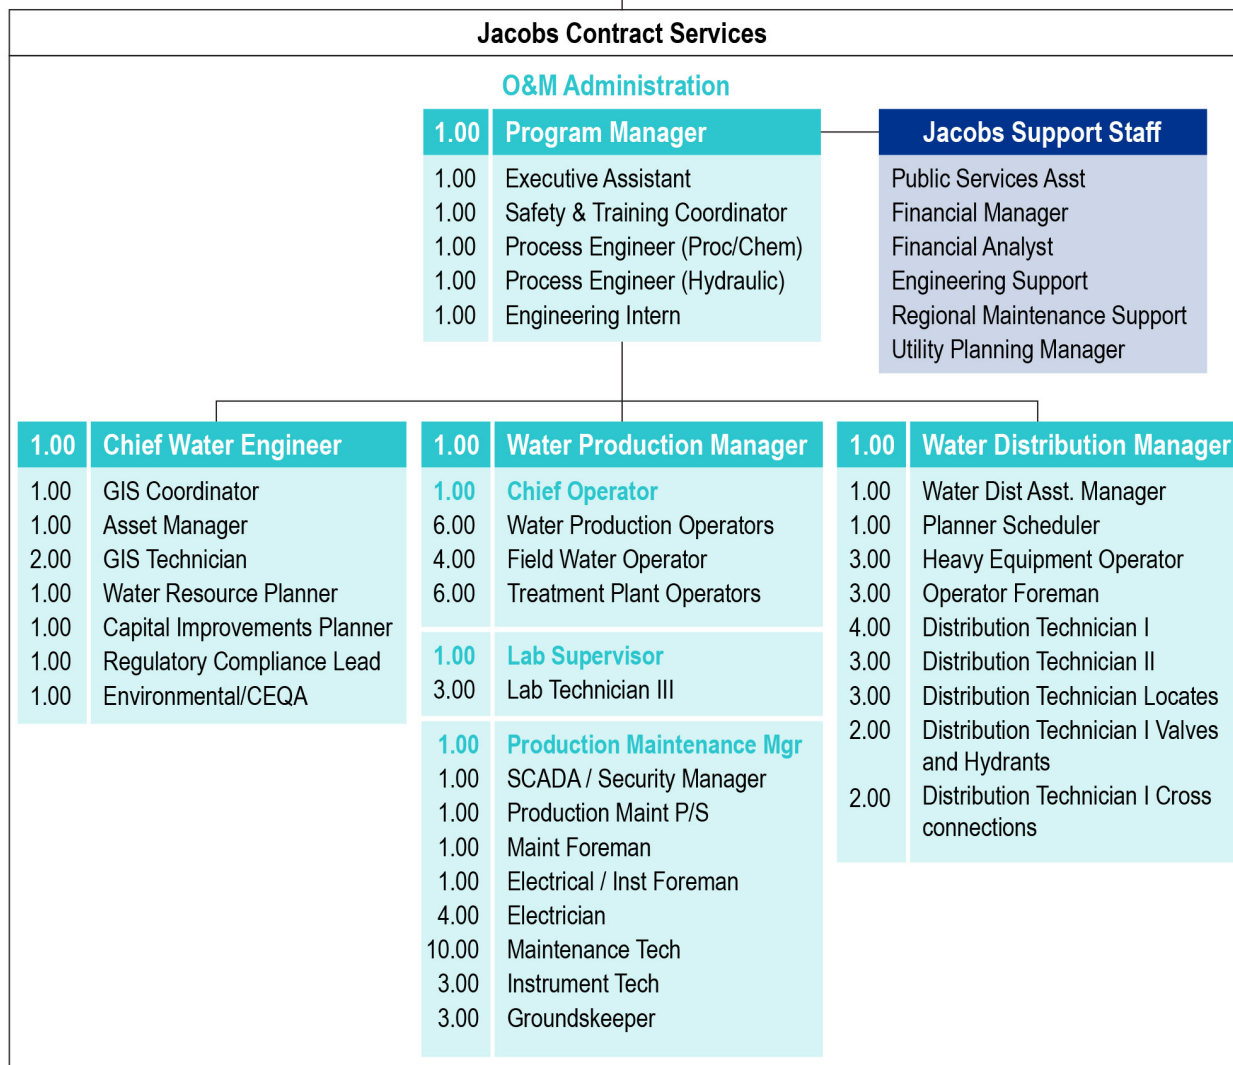 Jacobs Contract Services
O&M Administration
1.00 Program Manager
1.00 Executive Assistant
1.00 Safety & Training Coordinator
1.00 Process Engineer (Proc/Chem)
1.00 Process Engineer (Hydraulic)
1.00 Engineering Intern
Jacobs Support Staff
Public Services Asst
Financial Manager
Financial Analyst
Engineering Support
Regional Maintenance Support
Utility Planning Manager
1.00 Chief Water Engineer
1.00 GIS Coordinator
1.00 Asset Manager
2.00 GIS Technician
1.00 Water Resource Planner
1.00 Capital Improvements Planner
1.00 Regulatory Compliance Lead
1.00 Environmental/CEQA
1.00 Water Production Manager
1.00 Chief Operator
6.00 Water Production Operators
4.00 Field Water Operator
6.00 Treatment Plant Operators
1.00 Lab Supervisor
3.00 Lab Technician III
1.00 Production Maintenance Mgr
1.00 SCADA / Security Manager
1.00 Production Maint P/S
1.00 Maint Foreman
1.00 Electrical / Inst Foreman
4.00 Electrician
10.00 Maintenance Tech
3.00 Instrument Tech
3.00 Groundskeeper
1.00 Water Distribution Manager
1.00 Water Dist Asst. Manager
1.00 Planner Scheduler
3.00 Heavy Equipment Operator
3.00 Operator Foreman
4.00 Distribution Technician I
3.00 Distribution Technician II
3.00 Distribution Technician Locates
2.00 Distribution Technician I Valves
and Hydrants
2.00 Distribution Technician I Cross
connections